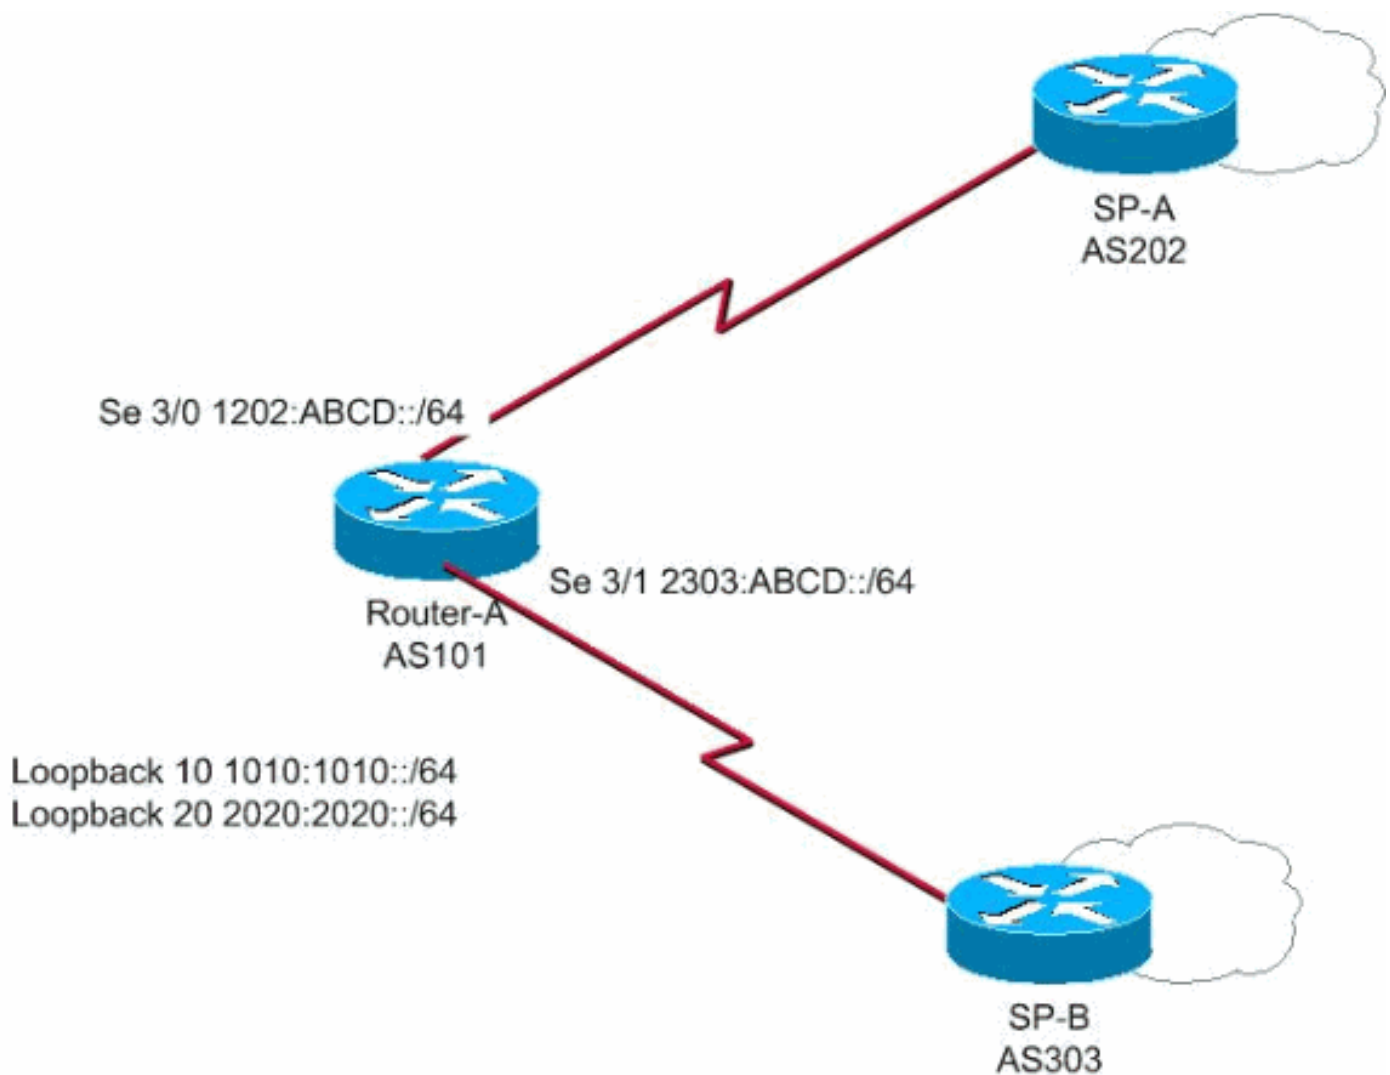 SP-A
AS202
Se 3/0 1202:ABCD::/64
Se 3/1 2303:ABCD::/64
Router-A
AS101
Loopback 10 1010:1010::/64
Loopback 20 2020:2020::/64
SP-B
AS303